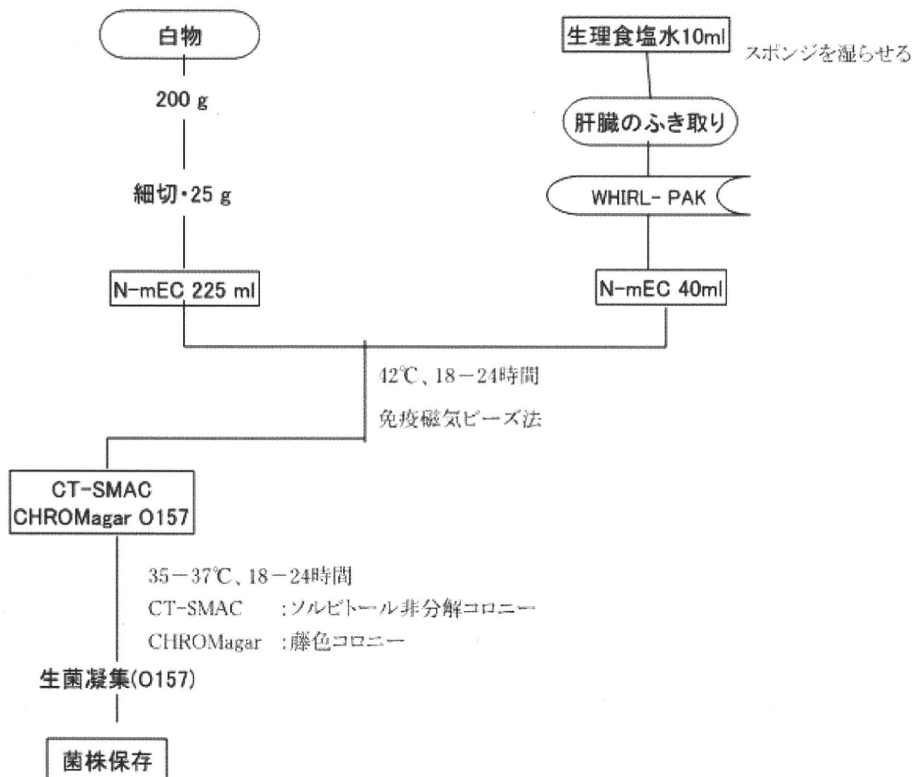 白物
200 g
細切・25 g
N-mEC 225 ml
生理食塩水10ml
スポンジを湿らせる
肝臓のふき取り
WHIRL- PAK
N-mEC 40ml
42℃、18－24時間
免疫磁気ビーズ法
CT-SMAC
CHROMagar O157
35－37℃、18－24時間
CT-SMAC :ソルビトール非分解コロニー
CHROMagar :藤色コロニー
生菌凝集(O157)
菌株保存